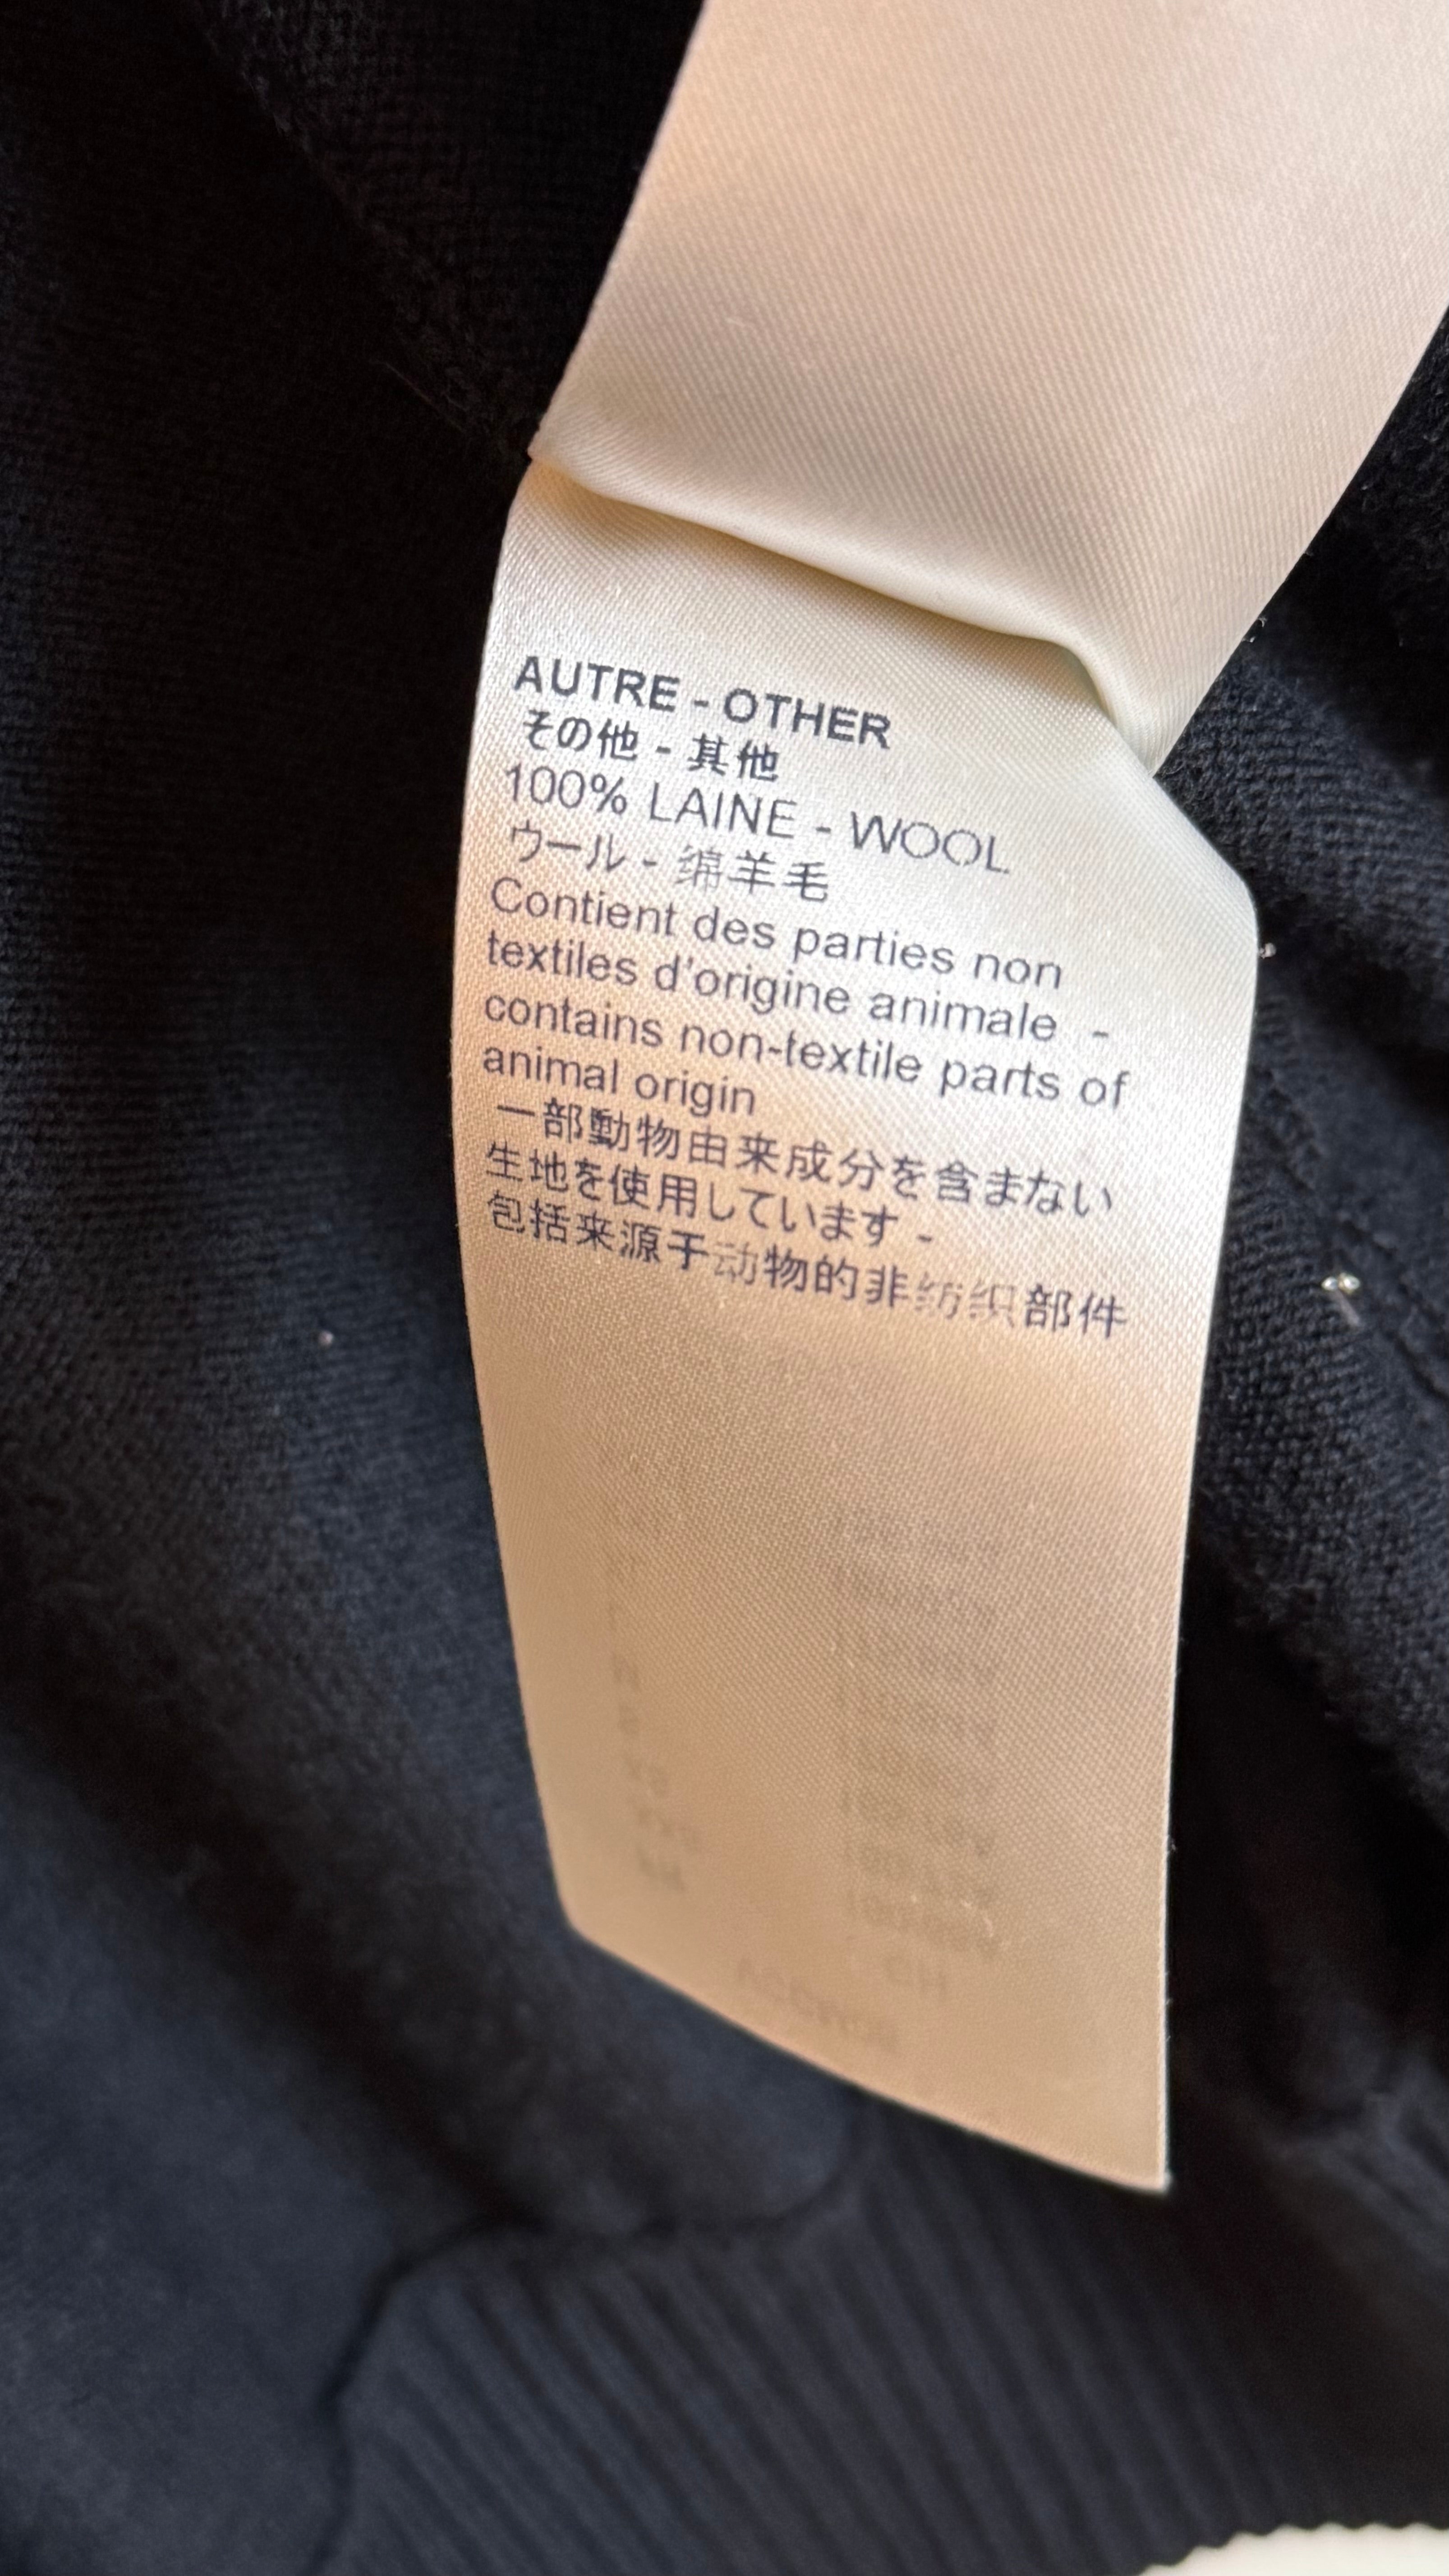 AUTRE - OTHER
その他 - 其他
100% LAINE - WOOL
ウール - 绵羊毛
Contient des parties non
textiles d'origine animale -
contains non-textile parts of
animal origin
一部動物由来成分を含まない
生地を使用しています -
包括来源于动物的非纺织部件